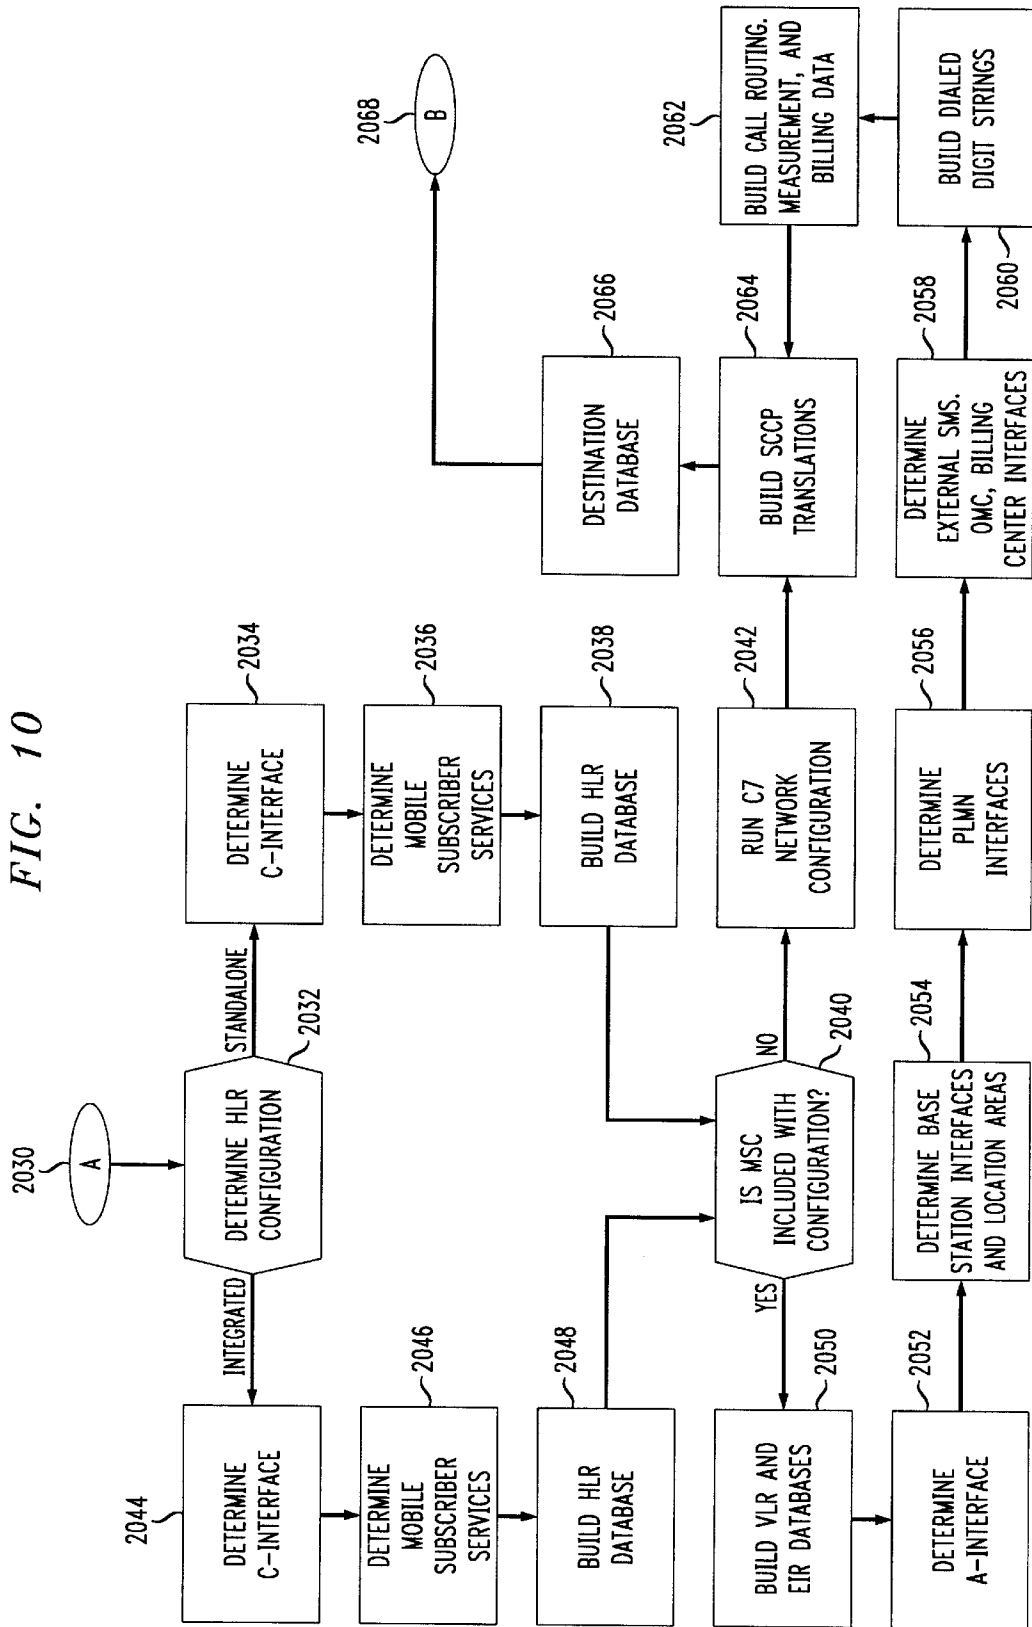 FIG. 10
2030
A
DETERMINE HLR
CONFIGURATION
2032
INTEGRATED
STANDALONE
2044
DETERMINE
C-INTERFACE
DETERMINE
MOBILE
SUBSCRIBER
SERVICES
2046
BUILD HLR
DATABASE
2048
DETERMINE
C-INTERFACE
2034
DETERMINE
MOBILE
SUBSCRIBER
SERVICES
2036
BUILD HLR
DATABASE
2038
IS MSC
INCLUDED WITH
CONFIGURATION?
2040
YES
NO
RUN C7
NETWORK
CONFIGURATION
2042
BUILD VLR AND
EIR DATABASES
2050
DETERMINE
A-INTERFACE
2052
DETERMINE BASE
STATION INTERFACES
AND LOCATION AREAS
2054
DETERMINE
PLMN
INTERFACES
2056
DETERMINE
EXTERNAL SMS.
OMC, BILLING
CENTER INTERFACES
2058
BUILD DIALED
DIGIT STRINGS
2060
BUILD CALL ROUTING.
MEASUREMENT, AND
BILLING DATA
2062
BUILD SCCP
TRANSLATIONS
2064
DESTINATION
DATABASE
2066
B
2068